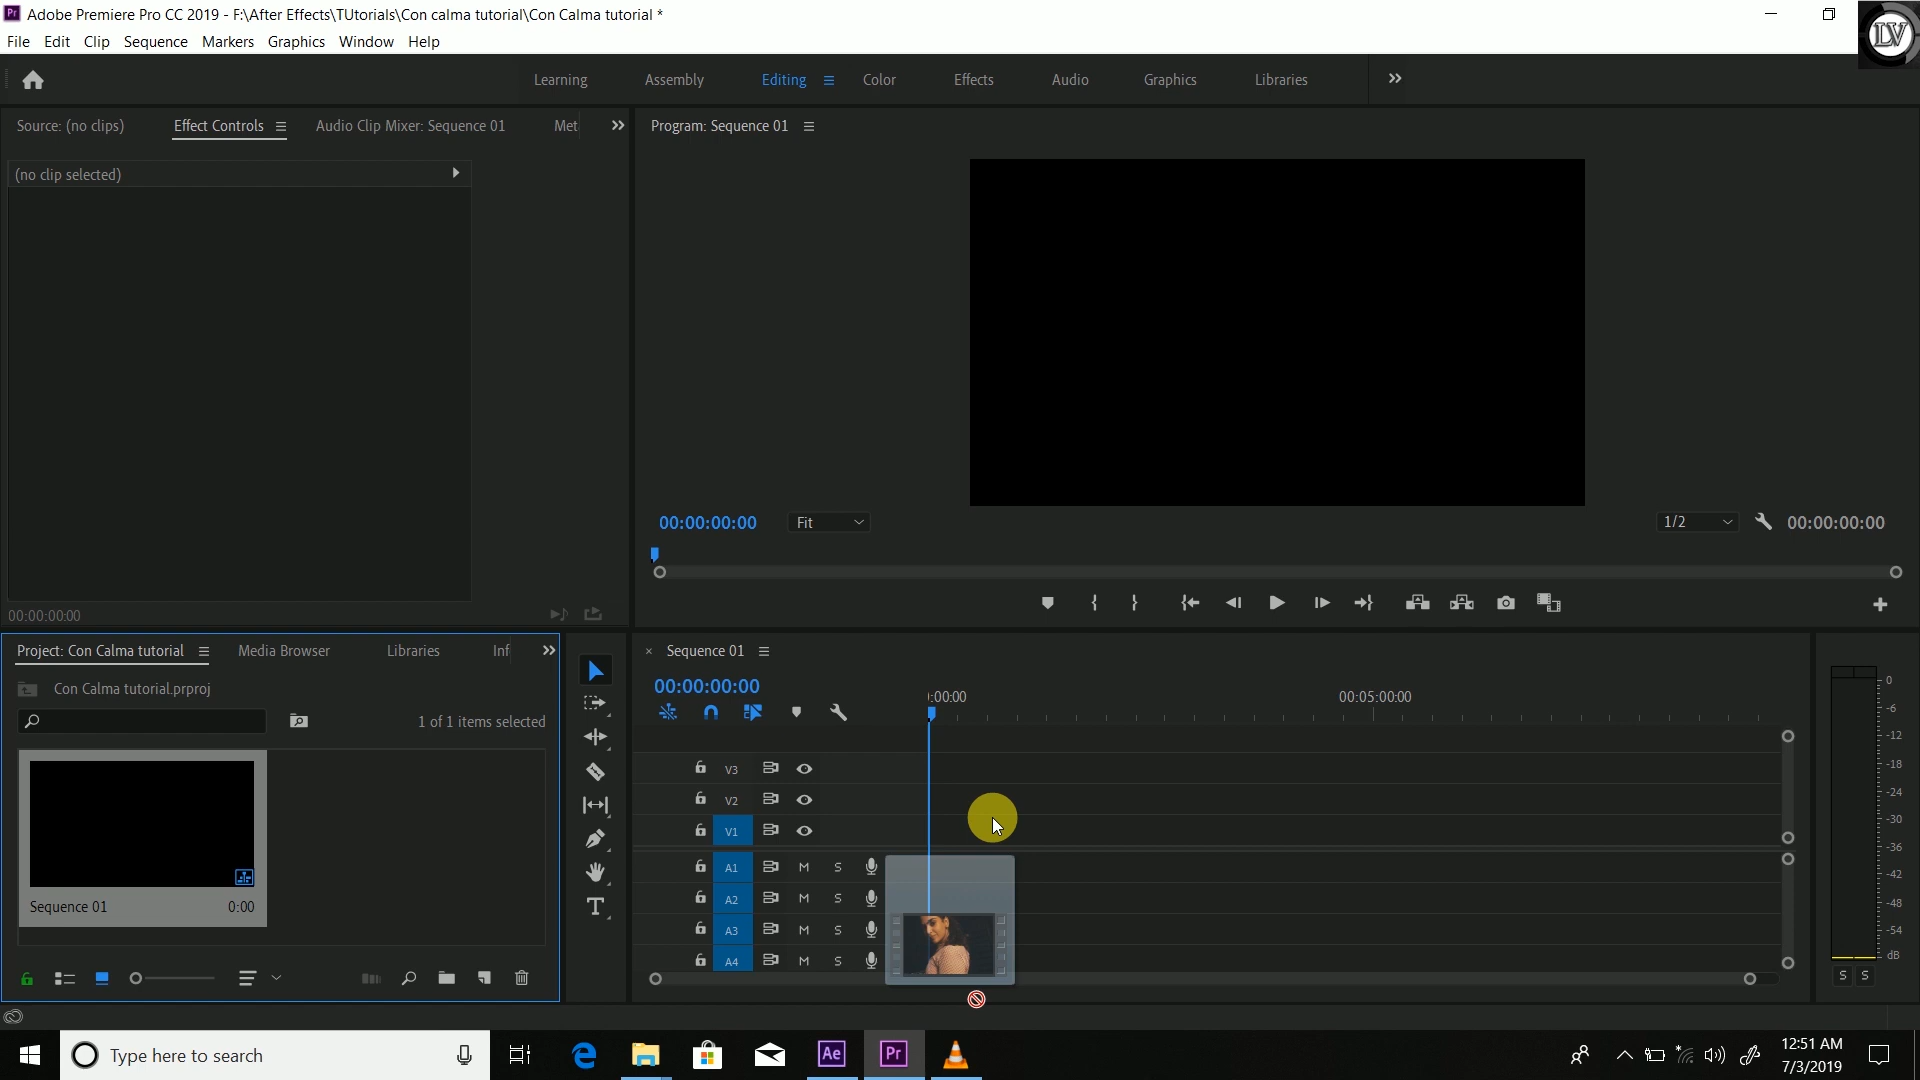 Adobe Premiere Pro CC 2019 - F:\After Effects\TUtorials\Con calma tutorial\Con Calma tutorial *
LV
File Edit Clip Sequence Markers Graphics Window Help
Learning Assembly Editing Color Effects Audio Graphics Libraries
Source: (no clips) Effect Controls Audio Clip Mixer: Sequence 01 Met
Program: Sequence 01
(no clip selected)
00:00:00:00 Fit 1/2 00:00:00:00
00:00:00:00
Project: Con Calma tutorial Media Browser Libraries Inf
Con Calma tutorial.prproj
1 of 1 items selected
Sequence 01 0:00
× Sequence 01
00:00:00:00
:00:00 00:05:00:00
V3
V2
V1
A1 M S
A2 M S
A3 M S
A4 M S
0
-6
-12
-18
-24
-30
-36
-42
-48
-54
dB
S S
Type here to search
Ae Pr
12:51 AM
7/3/2019